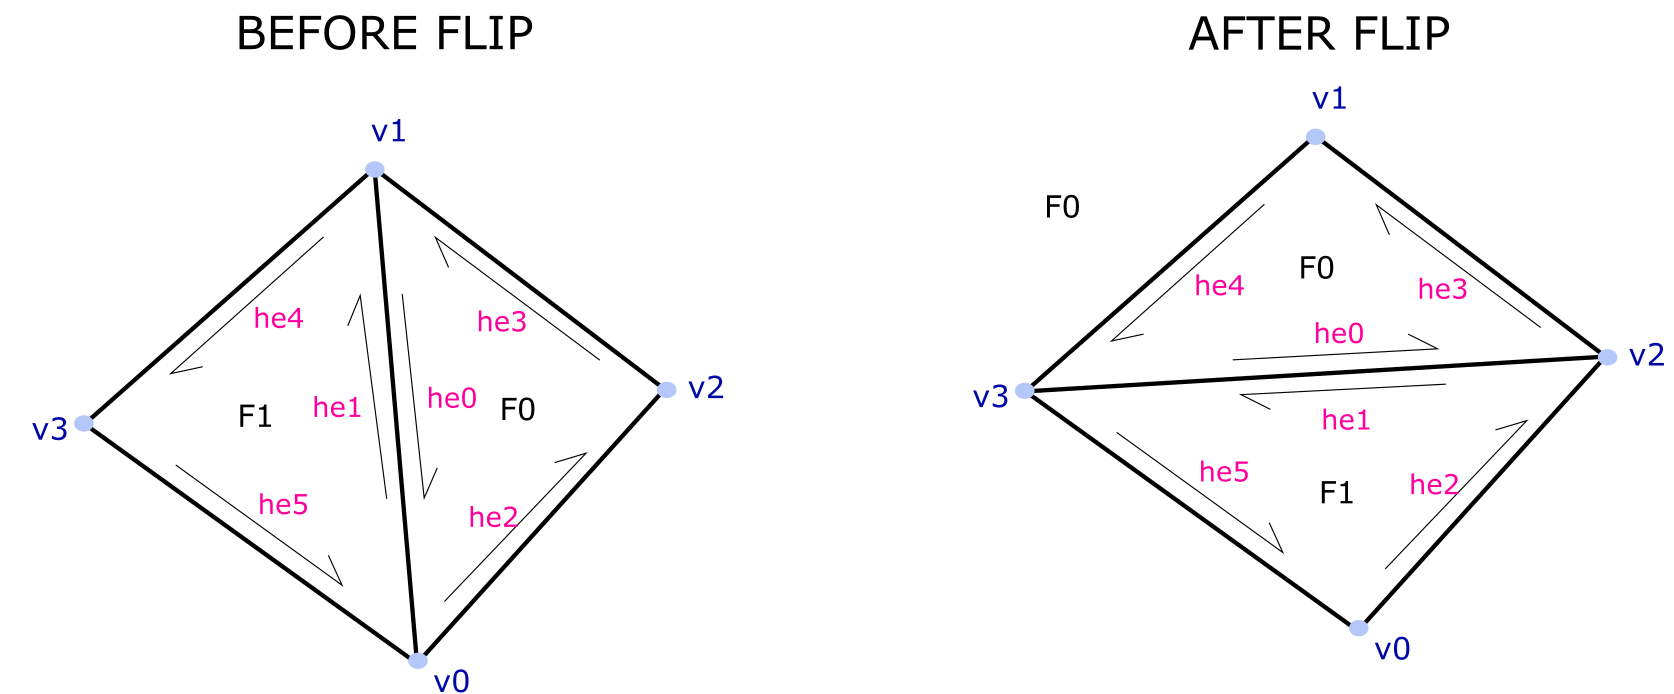 BEFORE FLIP
v1
he4
he3
v2
he0
F0
he1
F1
v3
he5
he2
v0
AFTER FLIP
v1
F0
F0
he4
he3
he0
v2
v3
he1
he5
he2
F1
v0